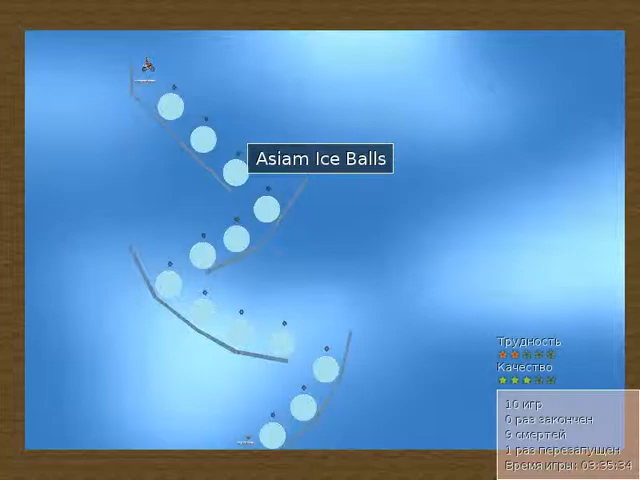 Asiam Ice Balls
Трудность
Качество
10 игр
0 раз закончен
9 смертей
1 раз перезапущен
Время игры: 03:35:34